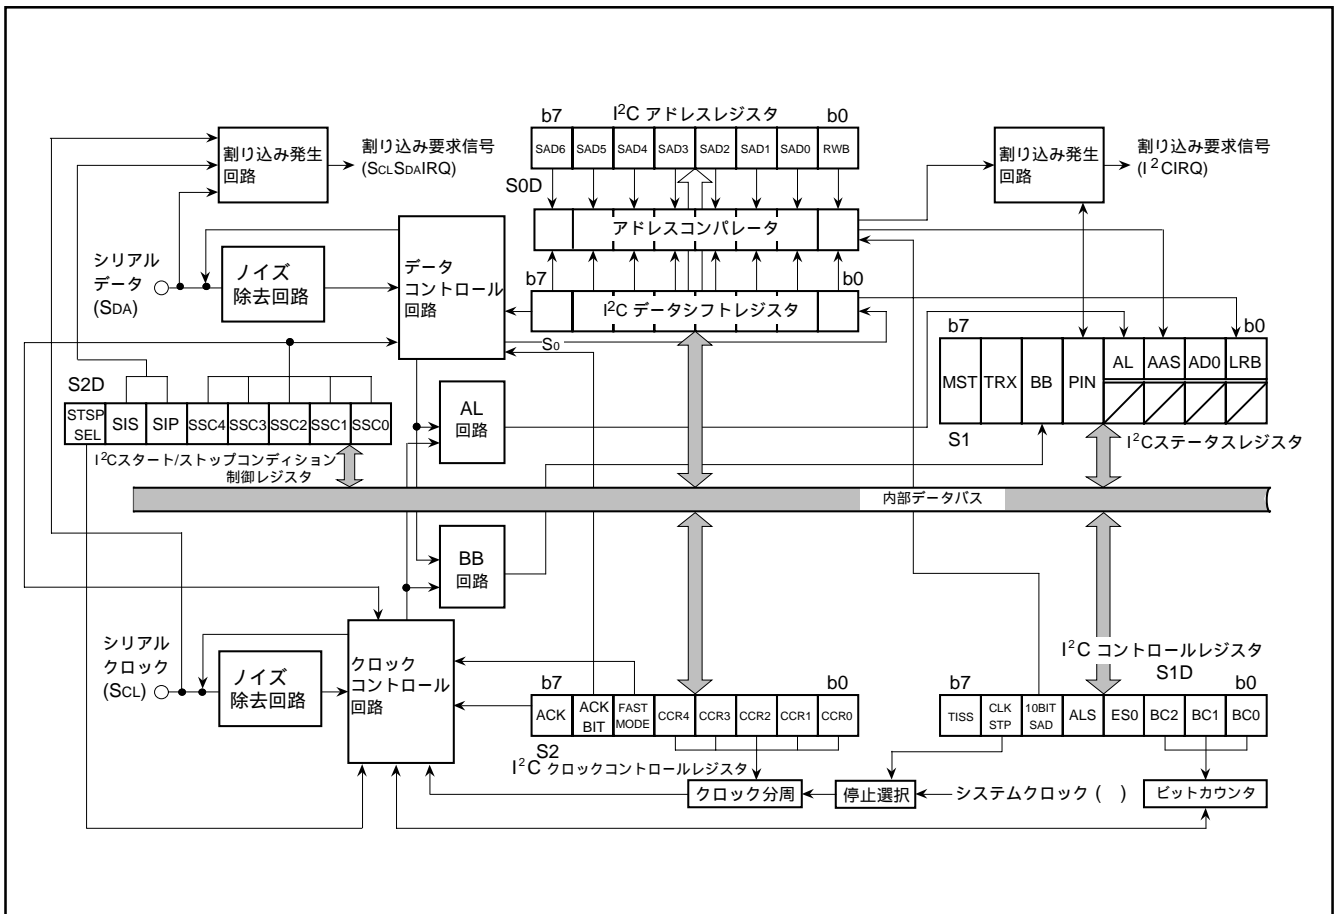 b7 I²C アドレスレジスタ b0
SAD6 SAD5 SAD4 SAD3 SAD2 SAD1 SAD0 RWB
S0D
割り込み発生
回路
割り込み要求信号
(SCLSDAIRQ)
割り込み発生
回路
割り込み要求信号
(I²CIRQ)
アドレスコンパレータ
シリアル
データ
(SDA)
ノイズ
除去回路
データ
コントロール
回路
b7 b0
I²C データシフトレジスタ
S0
b7 b0
MST TRX BB PIN AL AAS AD0 LRB
S1
I²Cステータスレジスタ
S2D
STSP
SEL
SIS SIP SSC4 SSC3 SSC2 SSC1 SSC0
I²Cスタート/ストップコンディション
制御レジスタ
AL
回路
内部データバス
BB
回路
シリアル
クロック
(SCL)
ノイズ
除去回路
クロック
コントロール
回路
b7 b0
ACK
ACK
BIT
FAST
MODE
CCR4 CCR3 CCR2 CCR1 CCR0
S2
I²C クロックコントロールレジスタ
I²C コントロールレジスタ
S1D
b7 b0
TISS
CLK
STP
10BIT
SAD
ALS ES0 BC2 BC1 BC0
クロック分周
停止選択
システムクロック ( )
ビットカウンタ